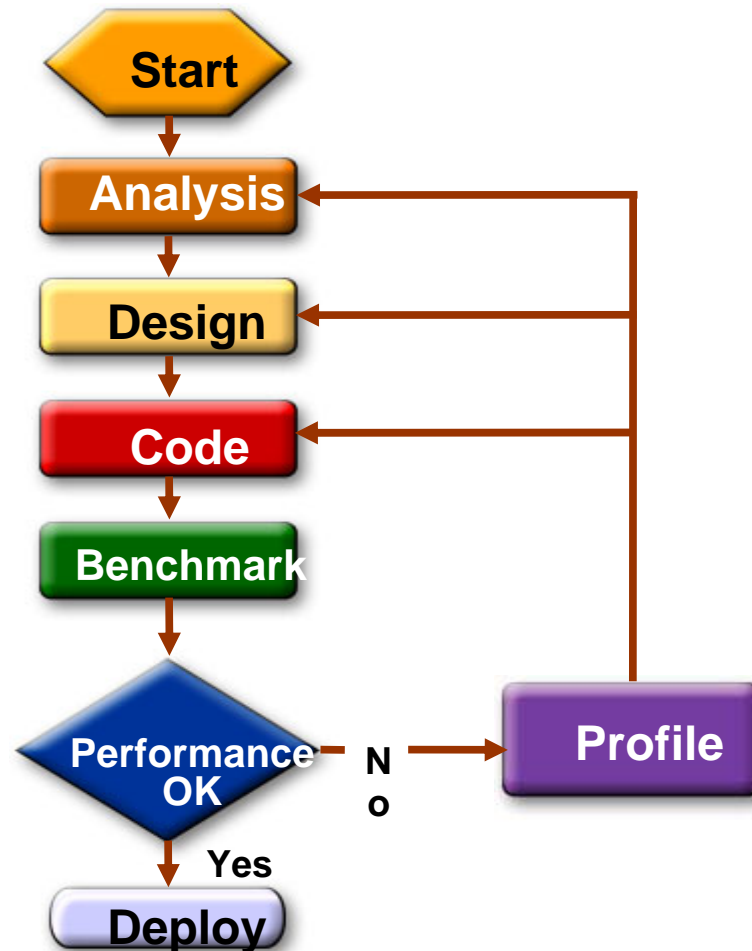 Start
Analysis
Design
Code
Benchmark
Performance
OK
N
o
Profile
Yes
Deploy